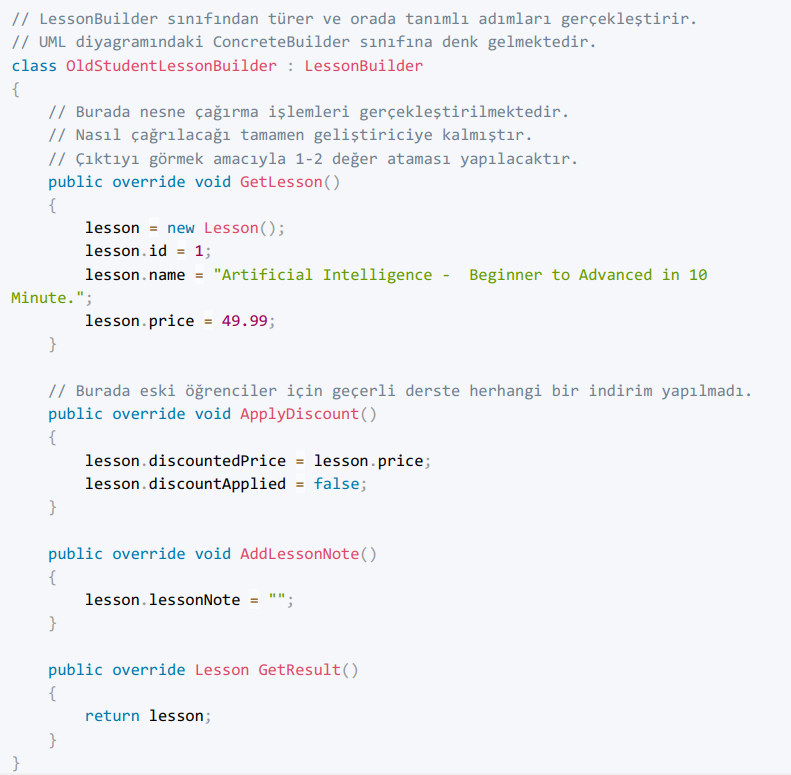 // LessonBuilder sınıfından türer ve orada tanımlı adımları gerçekleştirir.
// UML diyagramındaki ConcreteBuilder sınıfına denk gelmektedir.
class OldStudentLessonBuilder : LessonBuilder
{
    // Burada nesne çağırma işlemleri gerçekleştirilmektedir.
    // Nasıl çağrılacağı tamamen geliştiriciye kalmıştır.
    // Çıktıyı görmek amacıyla 1-2 değer ataması yapılacaktır.
    public override void GetLesson()
    {
        lesson = new Lesson();
        lesson.id = 1;
        lesson.name = "Artificial Intelligence -  Beginner to Advanced in 10
Minute.";
        lesson.price = 49.99;
    }

    // Burada eski öğrenciler için geçerli derste herhangi bir indirim yapılmadı.
    public override void ApplyDiscount()
    {
        lesson.discountedPrice = lesson.price;
        lesson.discountApplied = false;
    }

    public override void AddLessonNote()
    {
        lesson.lessonNote = "";
    }

    public override Lesson GetResult()
    {
        return lesson;
    }
}